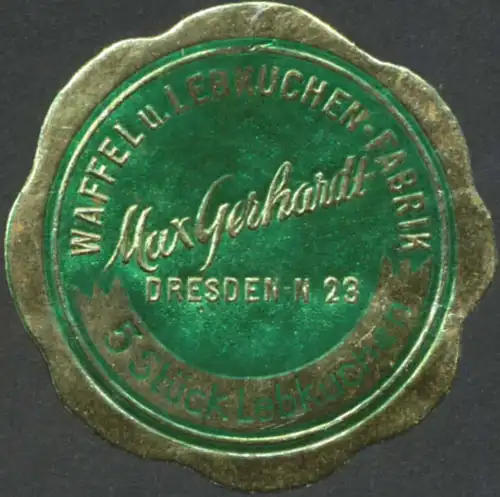 WAFFEL u. LEBKUCHEN-FABRIK
Max Gerhardt
DRESDEN-N 23
5 Stück Lebkuchen